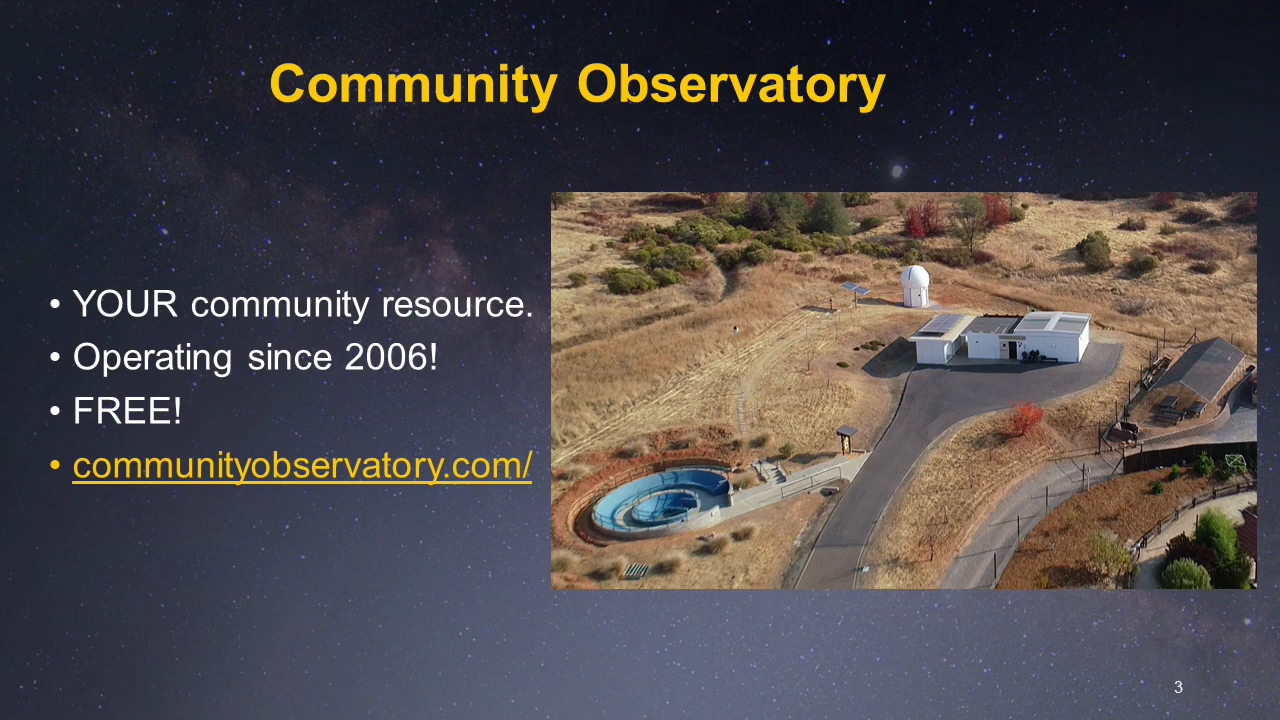 Community Observatory
• YOUR community resource.
• Operating since 2006!
• FREE!
• communityobservatory.com/
3